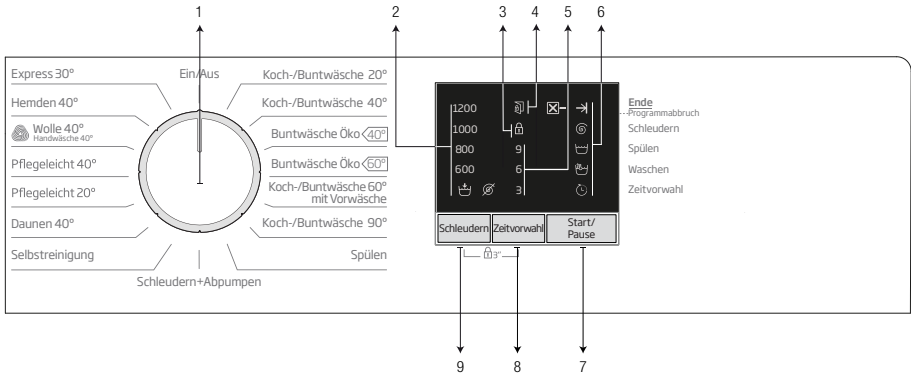 1
2
3
4
5
6
Express 30°
Hemden 40°
Wolle 40°
Handwäsche 40°
Pflegeleicht 40°
Pflegeleicht 20°
Daunen 40°
Selbstreinigung
Ein/Aus
Schleudern+Abpumpen
Koch-/Buntwäsche 20°
Koch-/Buntwäsche 40°
Buntwäsche Öko 40°
Buntwäsche Öko 60°
Koch-/Buntwäsche 60°
mit Vorwäsche
Koch-/Buntwäsche 90°
Spülen
1200
1000
800
600
9
6
3
Ende
Programmabbruch
Schleudern
Spülen
Waschen
Zeitvorwahl
Schleudern
Zeitvorwahl
Start/
Pause
3"
9
8
7